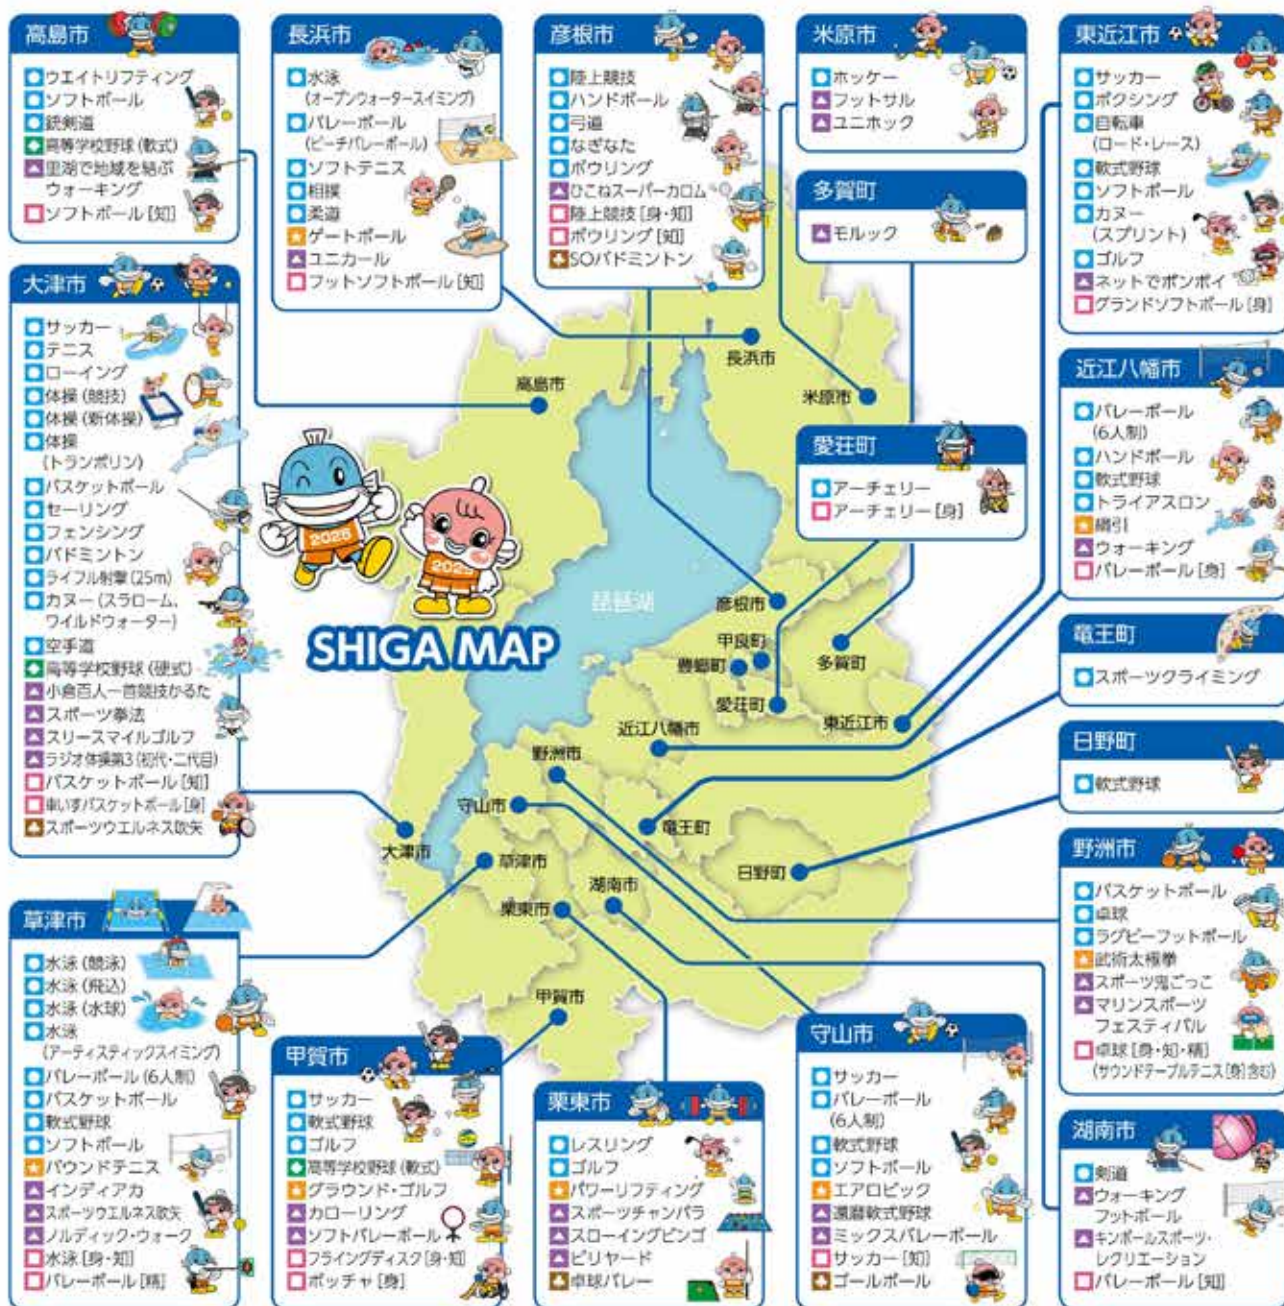 高島市
ウエイトリフティング
ソフトボール
銃剣道
高等学校野球(軟式)
里湖で地域を結ぶ
ウォーキング
ソフトボール[知]
長浜市
水泳
(オープンウォータースイミング)
バレーボール
(ビーチバレーボール)
ソフトテニス
相撲
柔道
ゲートボール
ユニカール
フットソフトボール[知]
彦根市
陸上競技
ハンドボール
弓道
なぎなた
ボウリング
ひこねスーパーカロム
陸上競技[身・知]
ボウリング[知]
SOバドミントン
米原市
ホッケー
フットサル
ユニホック
多賀町
モルック
東近江市
サッカー
ボクシング
自転車
(ロード・レース)
軟式野球
ソフトボール
カヌー
(スプリント)
ゴルフ
ネットでポンポイ
グランドソフトボール[身]
大津市
サッカー
テニス
ローイング
体操(競技)
体操(新体操)
体操
(トランポリン)
バスケットボール
セーリング
フェンシング
バドミントン
ライフル射撃(25m)
カヌー(スラローム、
ワイルドウォーター)
空手道
高等学校野球(硬式)
小倉百人一首競技かるた
スポーツ拳法
スリースマイルゴルフ
ラジオ体操第3(初代・二代目)
バスケットボール[知]
車いすバスケットボール[身]
スポーツウエルネス吹矢
近江八幡市
バレーボール
(6人制)
ハンドボール
軟式野球
トライアスロン
綱引
ウォーキング
バレーボール[身]
愛荘町
アーチェリー
アーチェリー[身]
竜王町
スポーツクライミング
日野町
軟式野球
長浜市
高島市
米原市
2025
2025
SHIGA MAP
琵琶湖
彦根市
甲良町
豊郷町
多賀町
愛荘町
東近江市
近江八幡市
野洲市
守山市
竜王町
大津市
草津市
日野町
湖南市
栗東市
甲賀市
野洲市
バスケットボール
卓球
ラグビーフットボール
武術太極拳
スポーツ鬼ごっこ
マリンスポーツ
フェスティバル
卓球[身・知・精]
(サウンドテーブルテニス[身]含む)
草津市
水泳(競泳)
水泳(飛込)
水泳(水球)
水泳
(アーティスティックスイミング)
バレーボール(6人制)
バスケットボール
軟式野球
ソフトボール
バウンドテニス
インディアカ
スポーツウエルネス吹矢
ノルディック・ウォーク
水泳[身・知]
バレーボール[精]
甲賀市
サッカー
軟式野球
ゴルフ
高等学校野球(軟式)
グラウンド・ゴルフ
カローリング
ソフトバレーボール
フライングディスク[身・知]
ボッチャ[身]
栗東市
レスリング
ゴルフ
パワーリフティング
スポーツチャンバラ
スローイングビンゴ
ビリヤード
卓球バレー
守山市
サッカー
バレーボール
(6人制)
軟式野球
ソフトボール
エアロビック
還暦軟式野球
ミックスバレーボール
サッカー[知]
ゴールボール
湖南市
剣道
ウォーキング
フットボール
キンボールスポーツ・
レクリエーション
バレーボール[知]